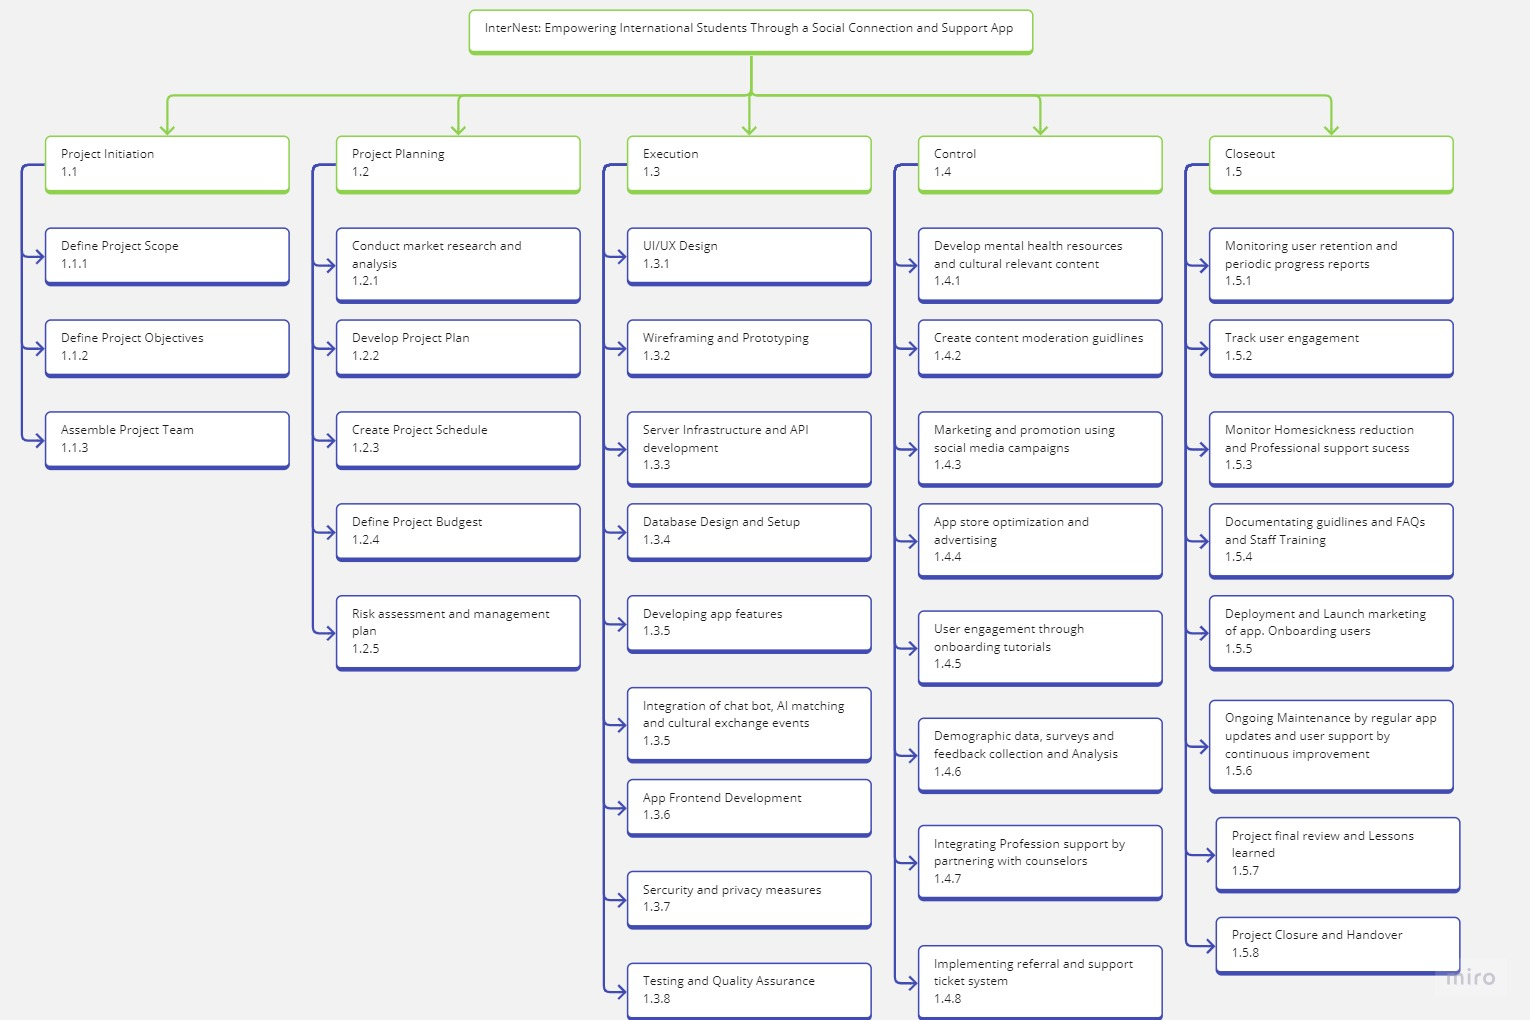 InterNest: Empowering International Students Through a Social Connection and Support App
Project Initiation
1.1
Define Project Scope
1.1.1
Define Project Objectives
1.1.2
Assemble Project Team
1.1.3
Project Planning
1.2
Conduct market research and
analysis
1.2.1
Develop Project Plan
1.2.2
Create Project Schedule
1.2.3
Define Project Budgest
1.2.4
Risk assessment and management
plan
1.2.5
Execution
1.3
UI/UX Design
1.3.1
Wireframing and Prototyping
1.3.2
Server Infrastructure and API
development
1.3.3
Database Design and Setup
1.3.4
Developing app features
1.3.5
Integration of chat bot, AI matching
and cultural exchange events
1.3.5
App Frontend Development
1.3.6
Sercurity and privacy measures
1.3.7
Testing and Quality Assurance
1.3.8
Control
1.4
Develop mental health resources
and cultural relevant content
1.4.1
Create content moderation guidlines
1.4.2
Marketing and promotion using
social media campaigns
1.4.3
App store optimization and
advertising
1.4.4
User engagement through
onboarding tutorials
1.4.5
Demographic data, surveys and
feedback collection and Analysis
1.4.6
Integrating Profession support by
partnering with counselors
1.4.7
Implementing referral and support
ticket system
1.4.8
Closeout
1.5
Monitoring user retention and
periodic progress reports
1.5.1
Track user engagement
1.5.2
Monitor Homesickness reduction
and Professional support sucess
1.5.3
Documentating guidlines and FAQs
and Staff Training
1.5.4
Deployment and Launch marketing
of app. Onboarding users
1.5.5
Ongoing Maintenance by regular app
updates and user support by
continuous improvement
1.5.6
Project final review and Lessons
learned
1.5.7
Project Closure and Handover
1.5.8
miro